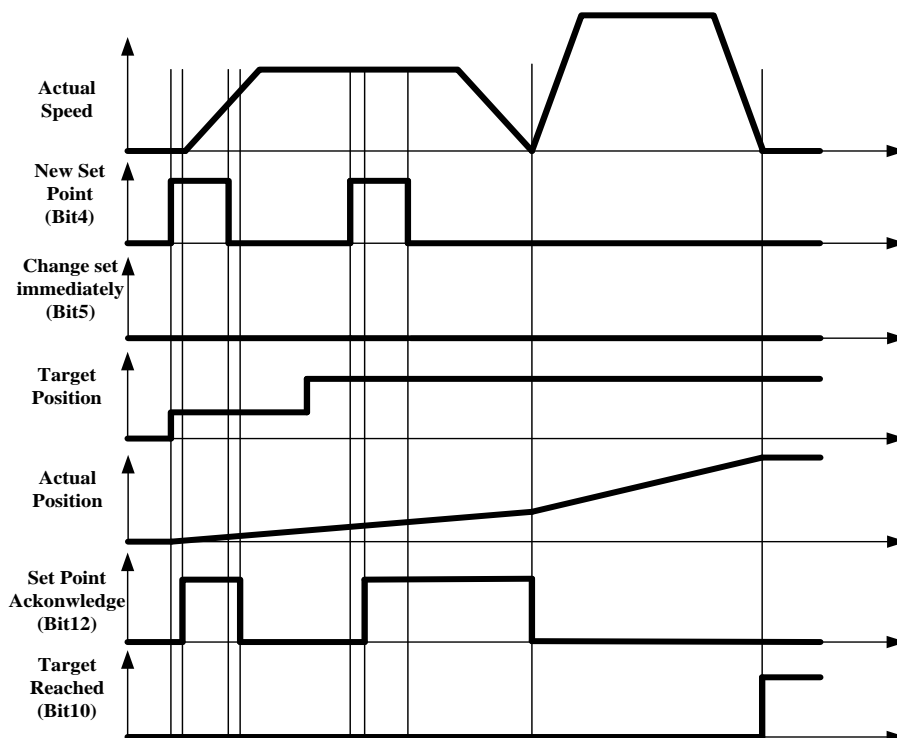 Actual
Speed
New Set
Point
(Bit4)
Change set
immediately
(Bit5)
Target
Position
Actual
Position
Set Point
Ackonwledge
(Bit12)
Target
Reached
(Bit10)